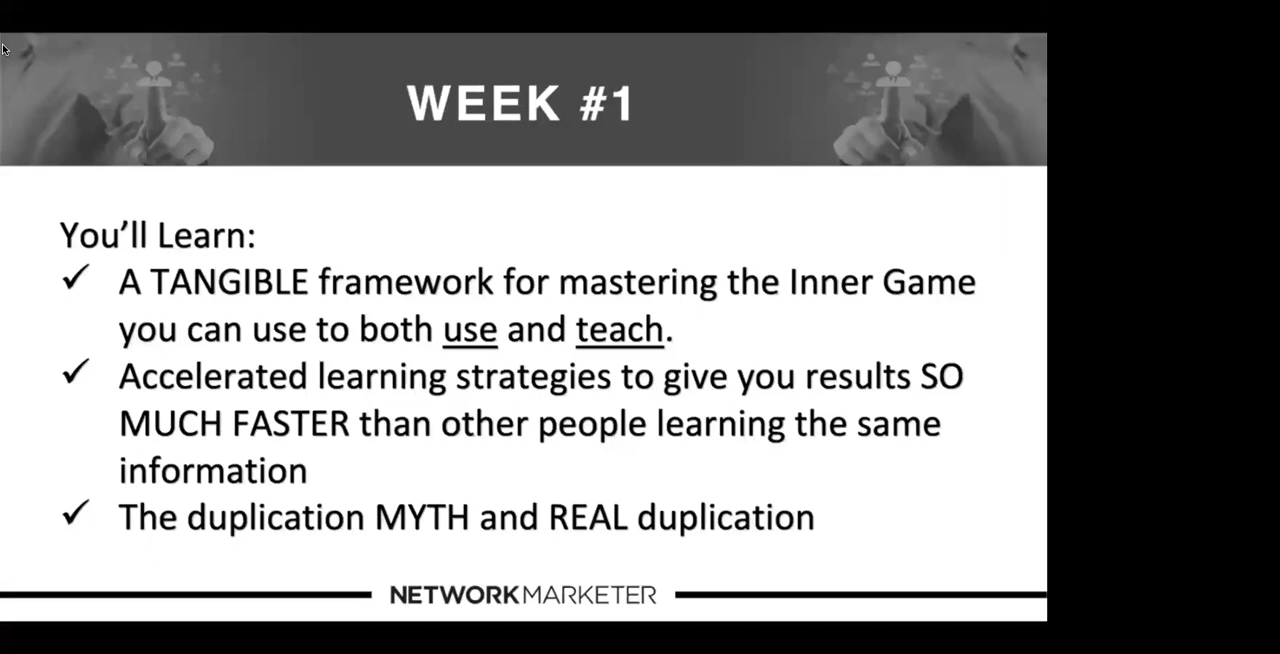 WEEK #1
You’ll Learn:
✓ A TANGIBLE framework for mastering the Inner Game
you can use to both use and teach.
✓ Accelerated learning strategies to give you results SO
MUCH FASTER than other people learning the same
information
✓ The duplication MYTH and REAL duplication
NETWORKMARKETER